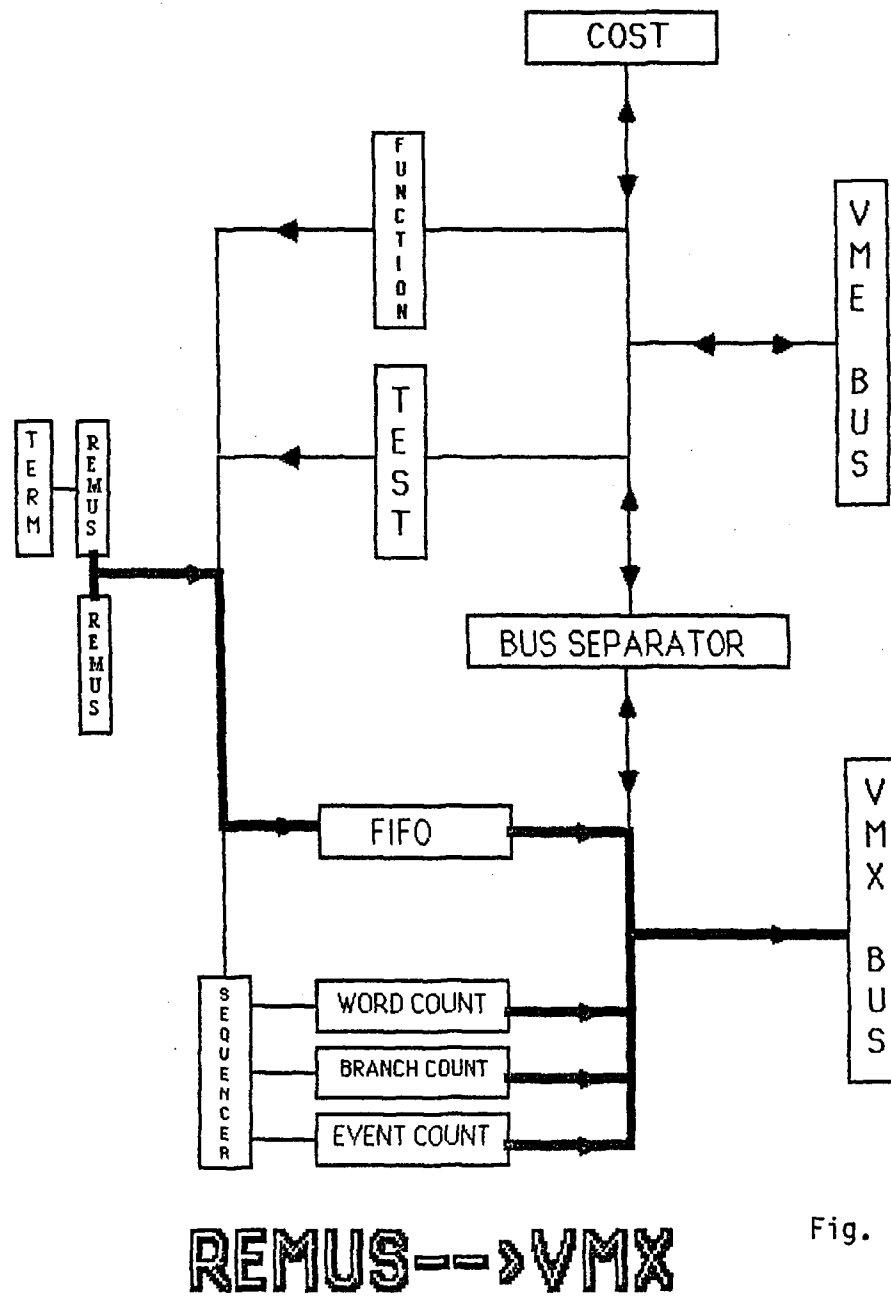 COST
FUNCTION
VME BUS
TEST
TERM
REMUS
REMUS
BUS SEPARATOR
FIFO
VMX BUS
SEQUENCER
WORD COUNT
BRANCH COUNT
EVENT COUNT
REMUS-->VMX
Fig.